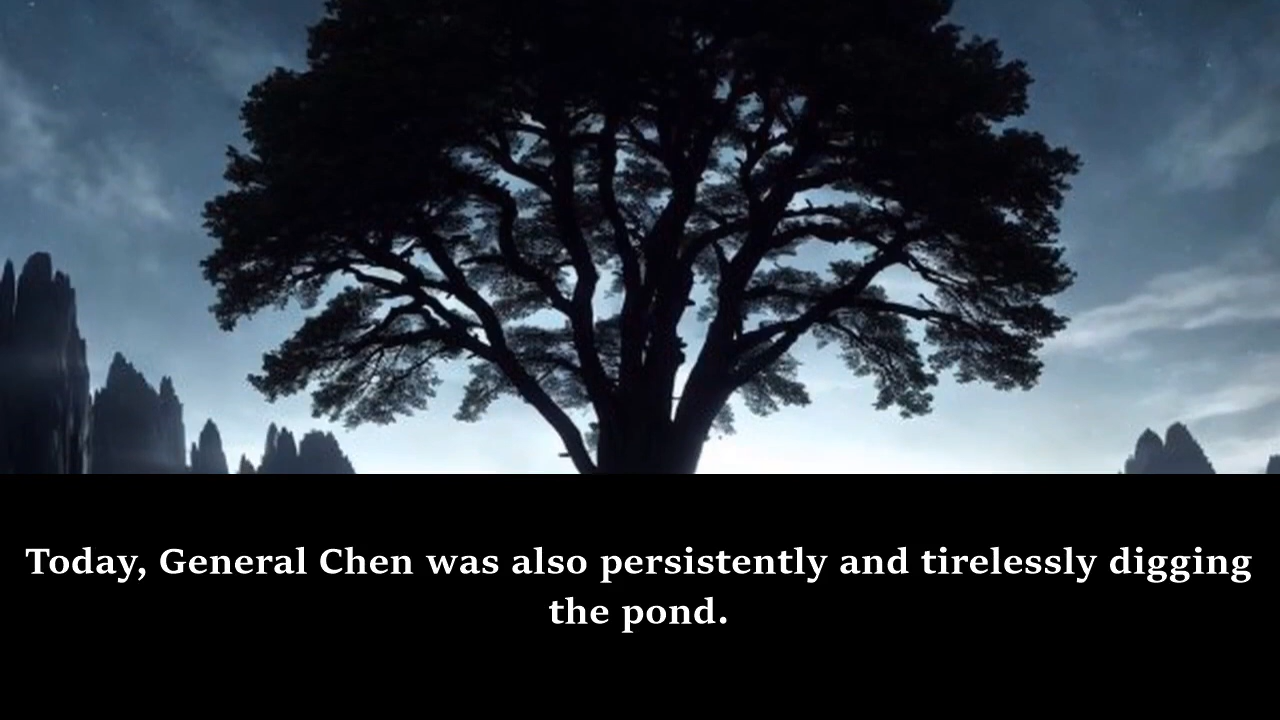 Today, General Chen was also persistently and tirelessly digging
the pond.